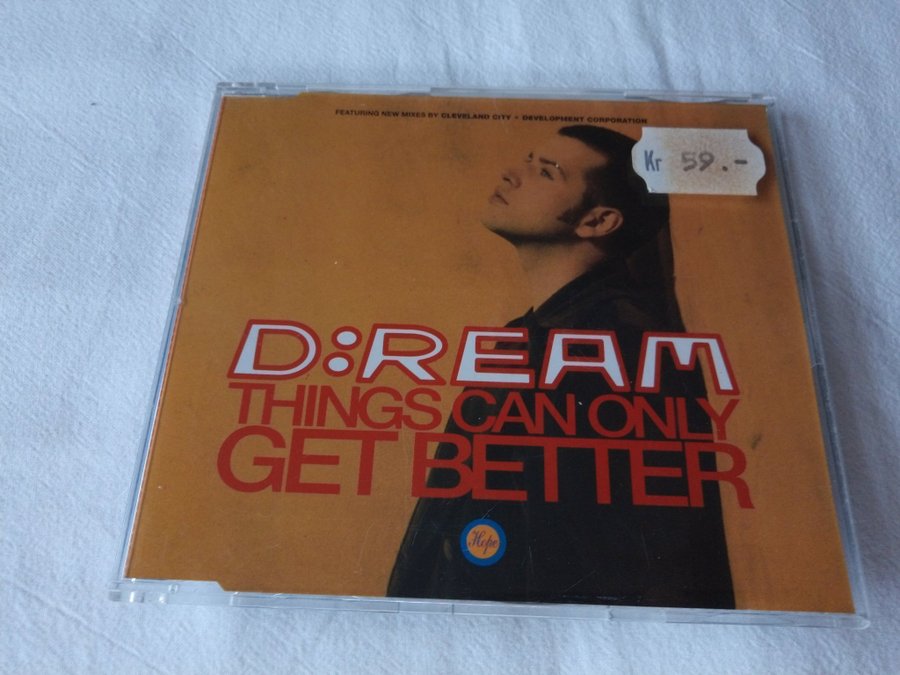 FEATURING NEW MIXES BY CLEVELAND CITY • DEVELOPMENT CORPORATION
Kr 59.-
D:REAM
THINGS CAN ONLY
GET BETTER
Hope